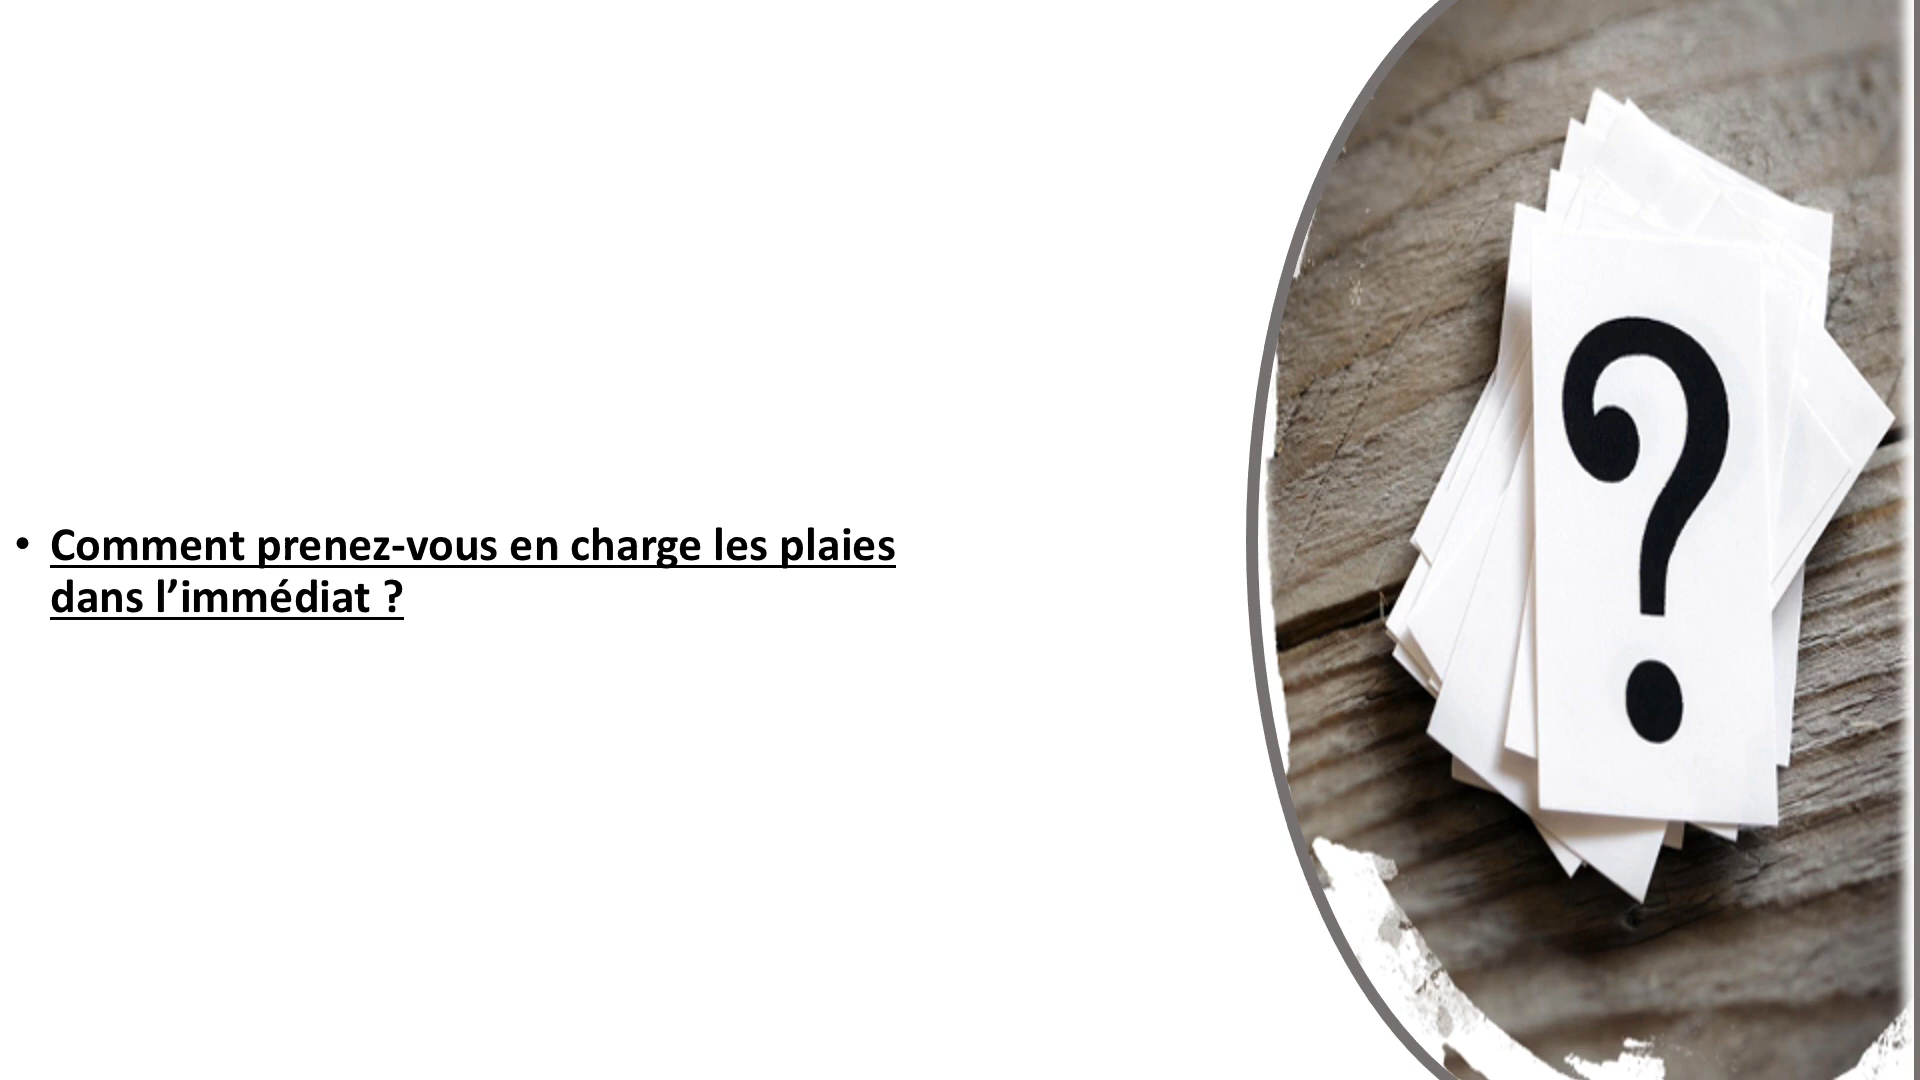 • Comment prenez-vous en charge les plaies
dans l’immédiat ?
?